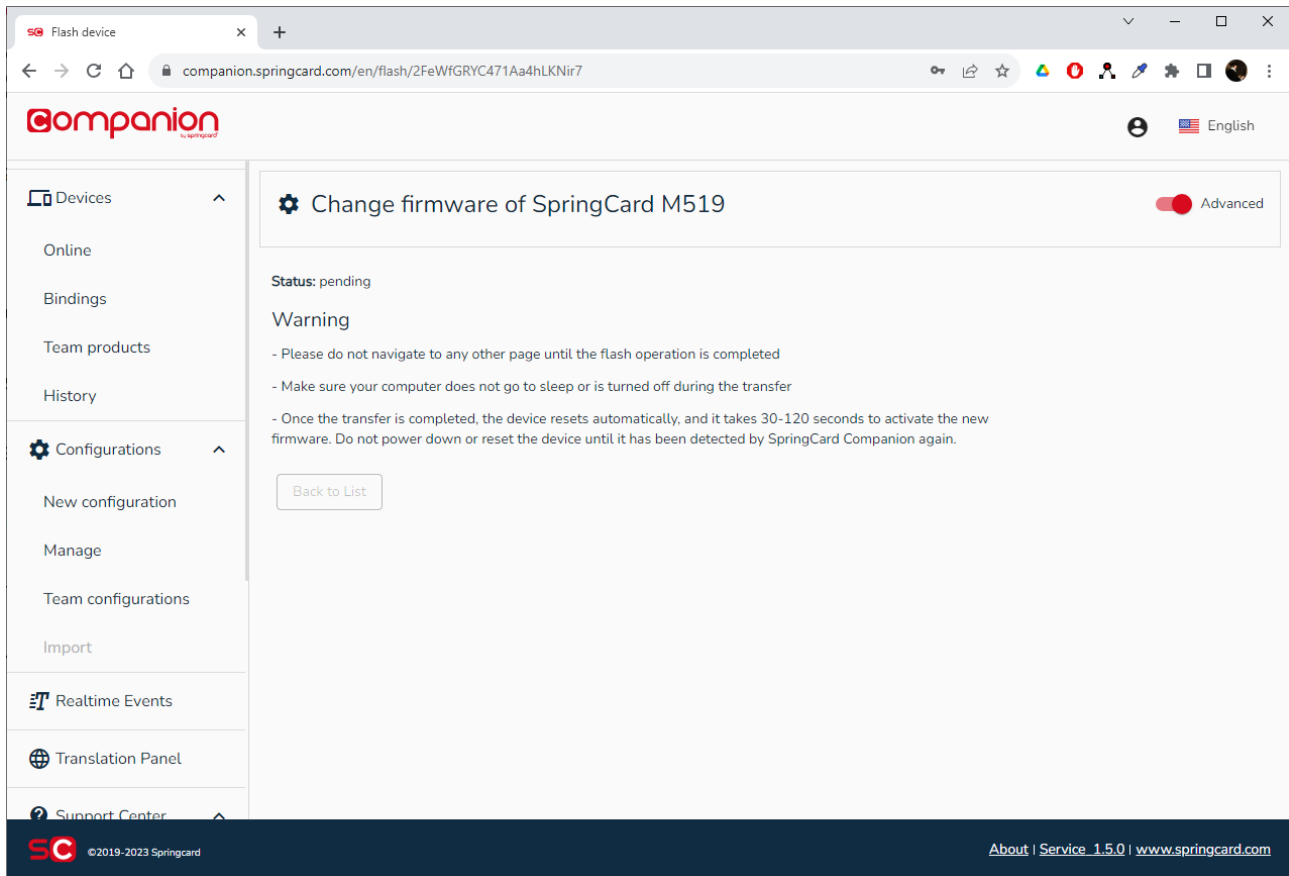 SC Flash device
companion.springcard.com/en/flash/2FeWfGRYC471Aa4hLKNir7
companion
by springcard
English
Devices
Online
Bindings
Team products
History
Configurations
New configuration
Manage
Team configurations
Import
Realtime Events
Translation Panel
Support Center
Change firmware of SpringCard M519
Advanced
Status: pending
Warning
- Please do not navigate to any other page until the flash operation is completed
- Make sure your computer does not go to sleep or is turned off during the transfer
- Once the transfer is completed, the device resets automatically, and it takes 30-120 seconds to activate the new
firmware. Do not power down or reset the device until it has been detected by SpringCard Companion again.
Back to List
SC ©2019-2023 Springcard
About | Service 1.5.0 | www.springcard.com